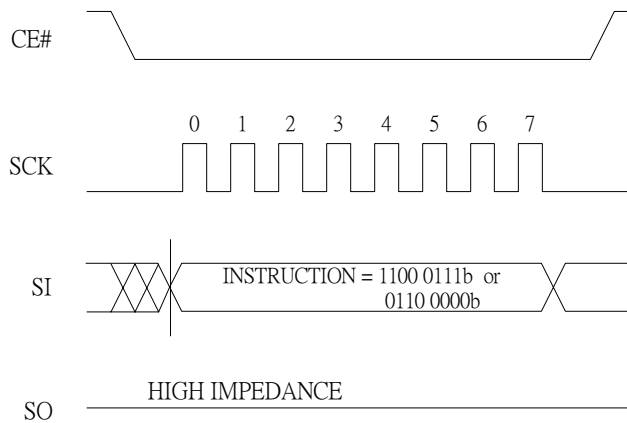 CE#
0 1 2 3 4 5 6 7
SCK
SI
INSTRUCTION = 1100 0111b or
0110 0000b
HIGH IMPEDANCE
SO